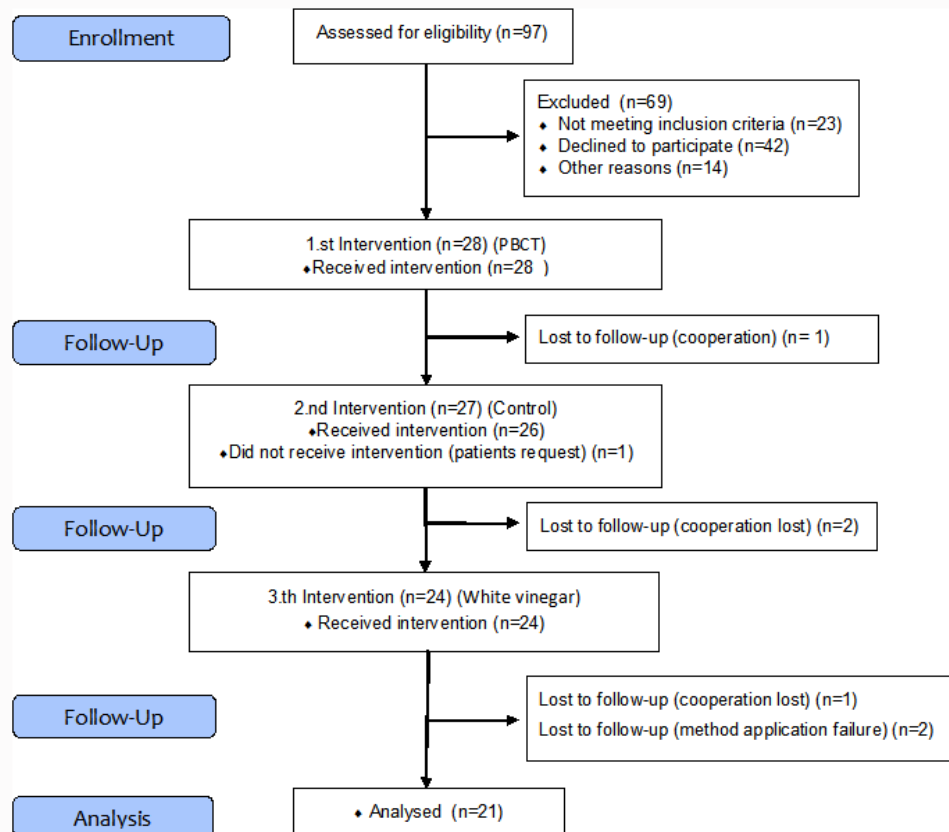 Enrollment
Assessed for eligibility (n=97)
Excluded (n=69)
⬧ Not meeting inclusion criteria (n=23)
⬧ Declined to participate (n=42)
⬧ Other reasons (n=14)
1.st Intervention (n=28) (PBCT)
⬧Received intervention (n=28 )
Follow-Up
Lost to follow-up (cooperation) (n= 1)
2.nd Intervention (n=27) (Control)
⬧Received intervention (n=26)
⬧Did not receive intervention (patients request) (n=1)
Follow-Up
Lost to follow-up (cooperation lost) (n=2)
3.th Intervention (n=24) (White vinegar)
⬧ Received intervention (n=24)
Follow-Up
Lost to follow-up (cooperation lost) (n=1)
Lost to follow-up (method application failure) (n=2)
Analysis
⬧ Analysed (n=21)